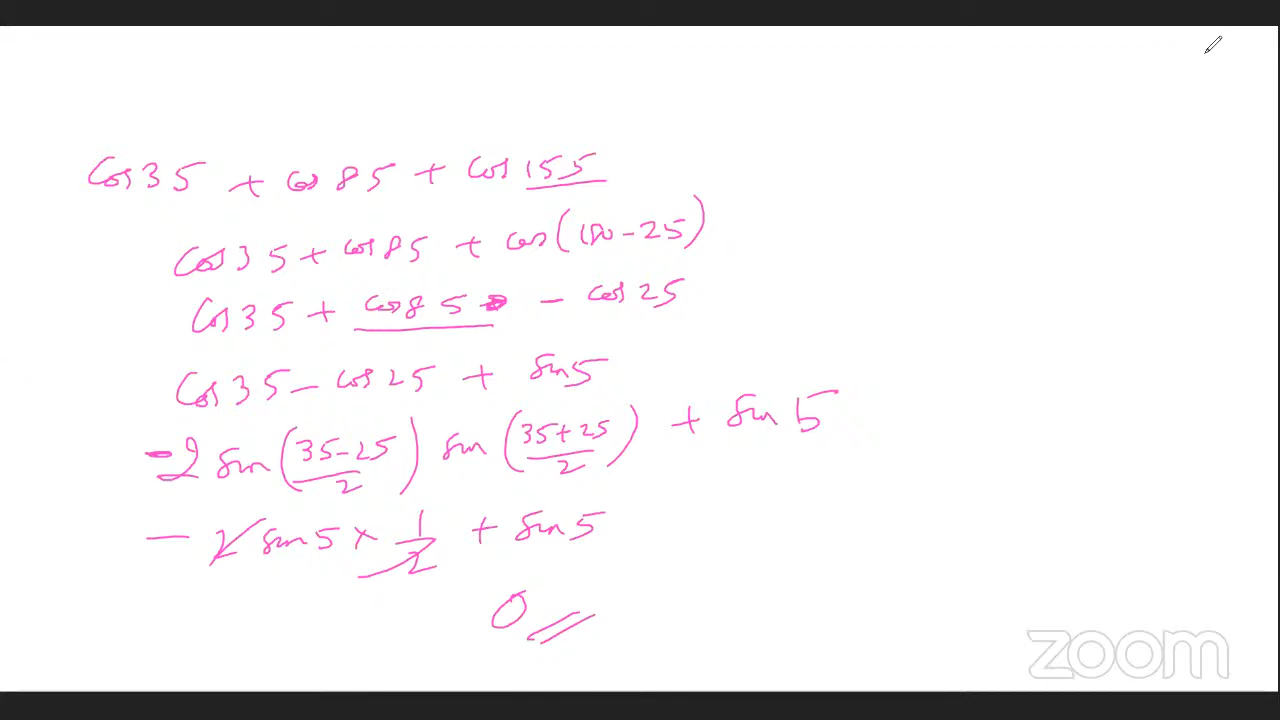 cos 35 + cos 85 + cos 155
cos 35 + cos 85 + cos (180 - 25)
cos 35 + cos 85 - cos 25
cos 35 - cos 25 + sin 5
-2 sin (35-25/2) sin (35+25/2) + sin 5
- 2 sin 5 × 1/2 + sin 5
0
zoom